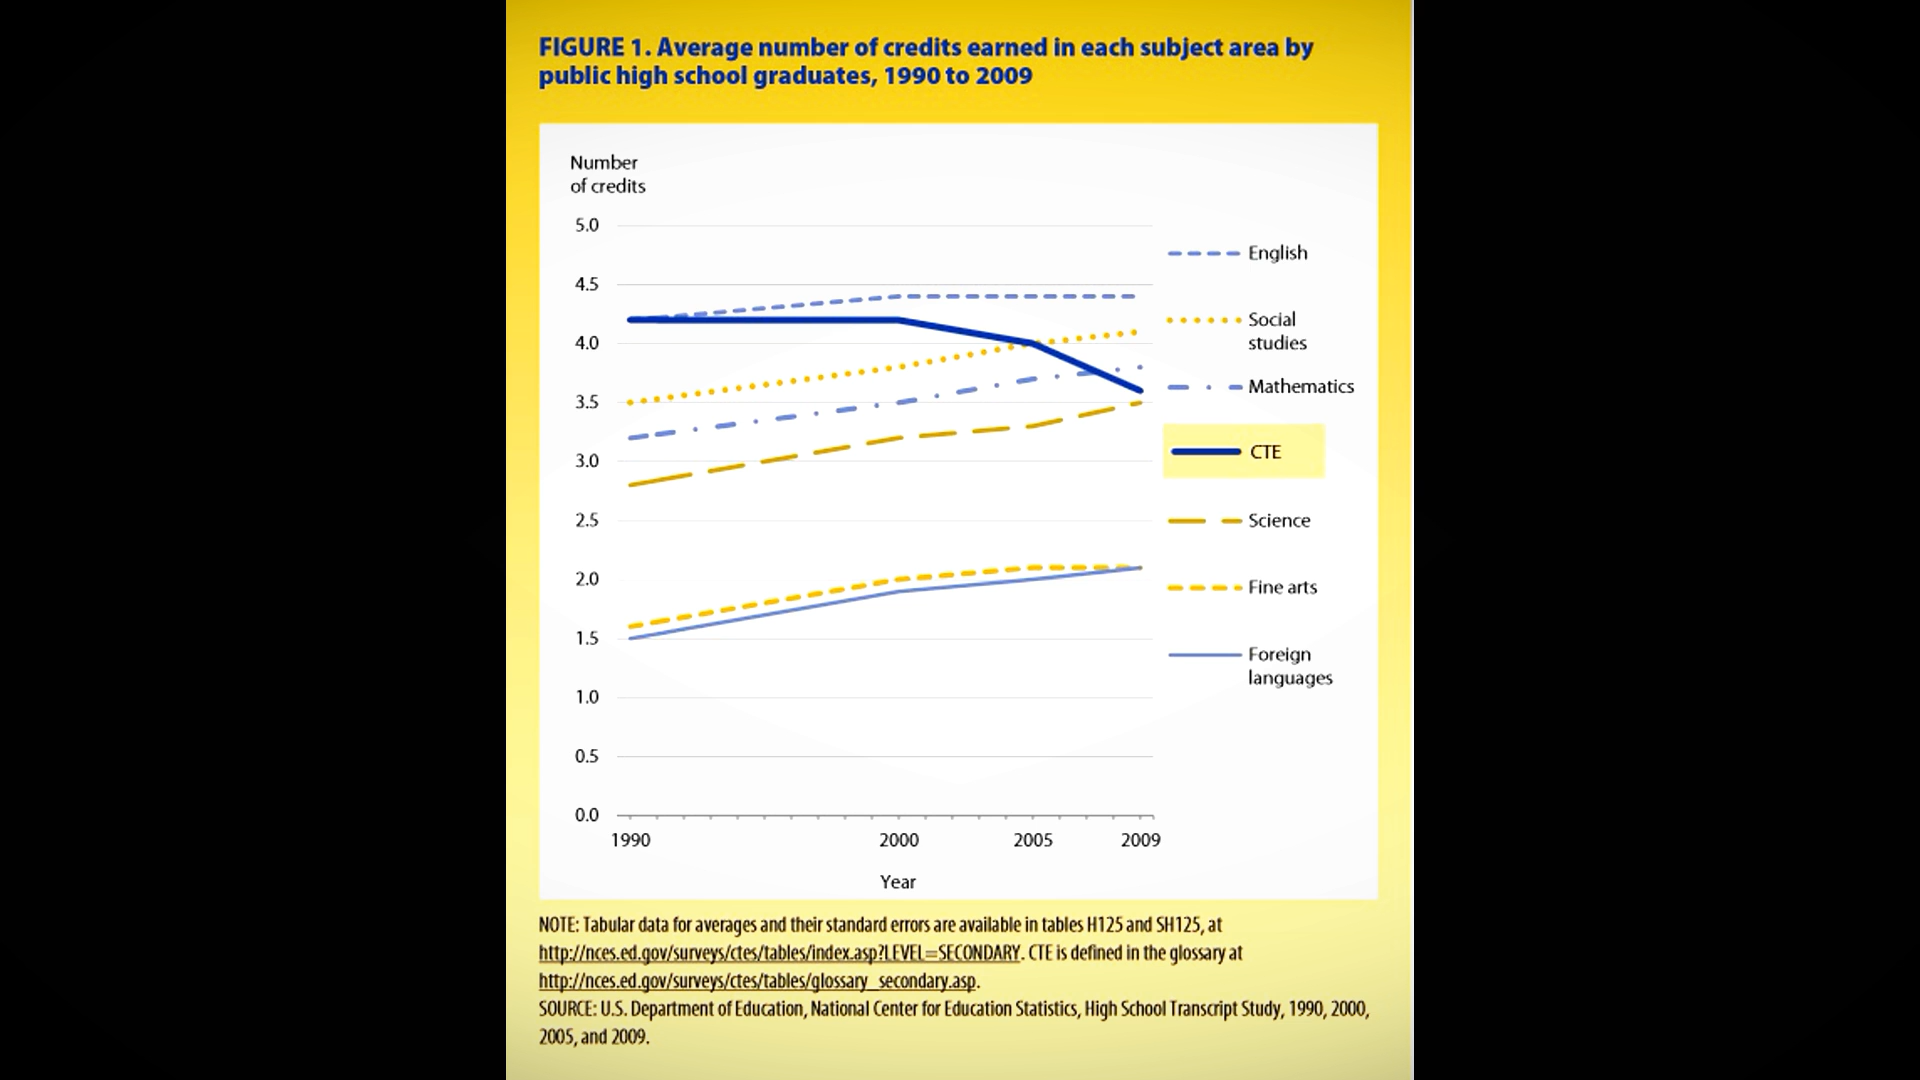 FIGURE 1. Average number of credits earned in each subject area by
public high school graduates, 1990 to 2009
Number
of credits
5.0
4.5
4.0
3.5
3.0
2.5
2.0
1.5
1.0
0.5
0.0
1990 2000 2005 2009
Year
English
Social
studies
Mathematics
CTE
Science
Fine arts
Foreign
languages
NOTE: Tabular data for averages and their standard errors are available in tables H125 and SH125, at
http://nces.ed.gov/surveys/ctes/tables/index.asp?LEVEL=SECONDARY. CTE is defined in the glossary at
http://nces.ed.gov/surveys/ctes/tables/glossary_secondary.asp.
SOURCE: U.S. Department of Education, National Center for Education Statistics, High School Transcript Study, 1990, 2000,
2005, and 2009.